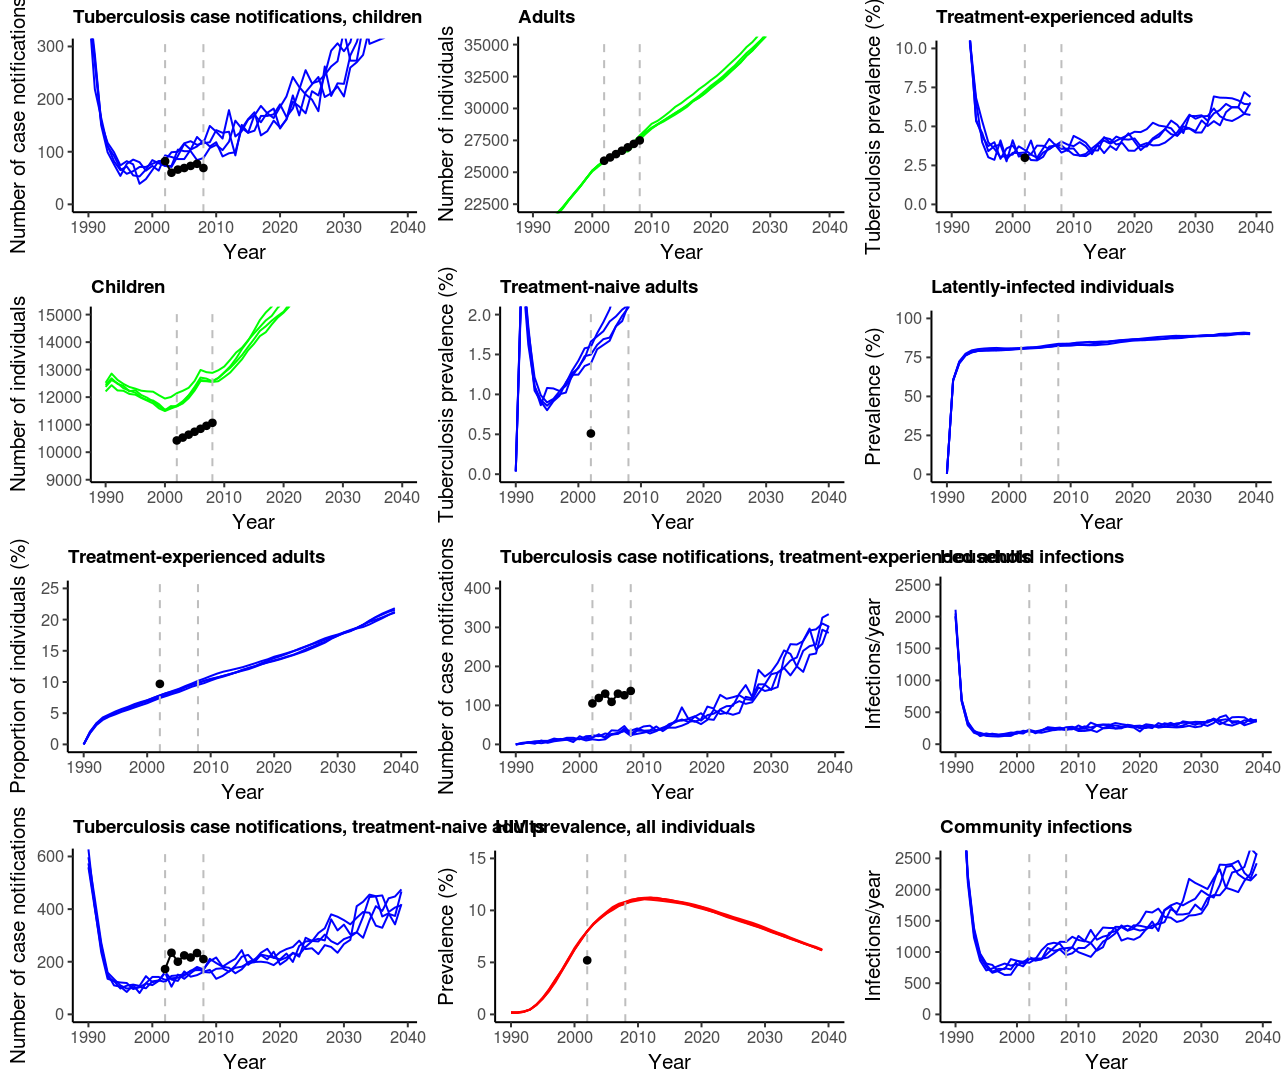 Tuberculosis case notifications, children
Number of case notifications
300
200
100
0
1990 2000 2010 2020 2030 2040
Year
Adults
Number of individuals
35000
32500
30000
27500
25000
22500
1990 2000 2010 2020 2030 2040
Year
Treatment-experienced adults
Tuberculosis prevalence (%)
10.0
7.5
5.0
2.5
0.0
1990 2000 2010 2020 2030 2040
Year
Children
Number of individuals
15000
14000
13000
12000
11000
10000
9000
1990 2000 2010 2020 2030 2040
Year
Treatment-naive adults
Tuberculosis prevalence (%)
2.0
1.5
1.0
0.5
0.0
1990 2000 2010 2020 2030 2040
Year
Latently-infected individuals
Prevalence (%)
100
75
50
25
0
1990 2000 2010 2020 2030 2040
Year
Treatment-experienced adults
Proportion of individuals (%)
25
20
15
10
5
0
1990 2000 2010 2020 2030 2040
Year
Tuberculosis case notifications, treatment-experienced adults
Number of case notifications
400
300
200
100
0
1990 2000 2010 2020 2030 2040
Year
Household infections
Infections/year
2500
2000
1500
1000
500
0
1990 2000 2010 2020 2030 2040
Year
Tuberculosis case notifications, treatment-naive adults
Number of case notifications
600
400
200
0
1990 2000 2010 2020 2030 2040
Year
HIV prevalence, all individuals
Prevalence (%)
15
10
5
0
1990 2000 2010 2020 2030 2040
Year
Community infections
Infections/year
2500
2000
1500
1000
500
0
1990 2000 2010 2020 2030 2040
Year